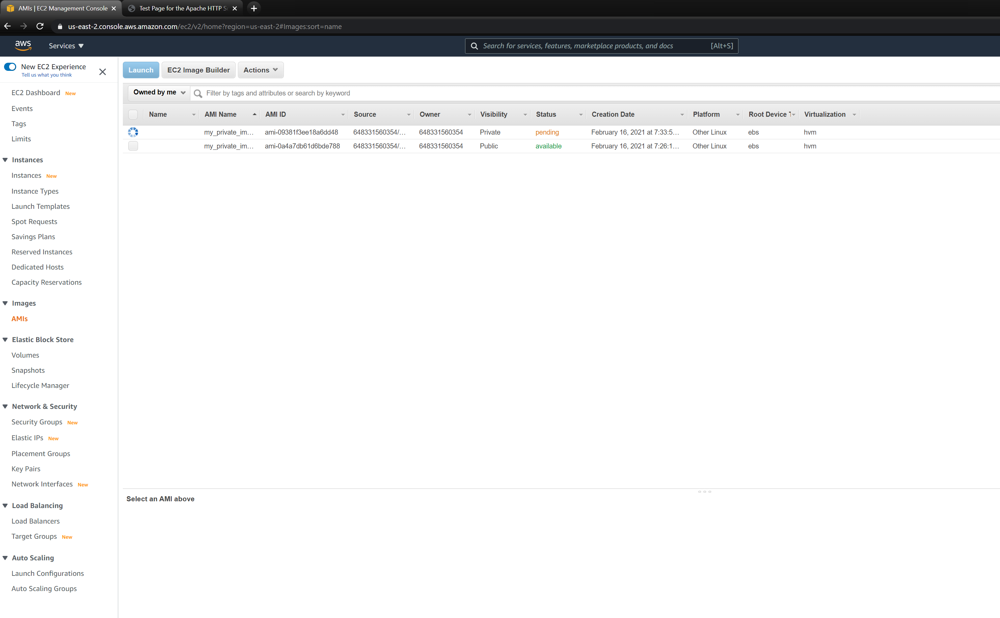 AMIs | EC2 Management Console
Test Page for the Apache HTTP S
us-east-2.console.aws.amazon.com/ec2/v2/home?region=us-east-2#Images:sort=name
aws Services Search for services, features, marketplace products, and docs [Alt+S]
New EC2 Experience
Tell us what you think
EC2 Dashboard New
Events
Tags
Limits
Instances
Instances New
Instance Types
Launch Templates
Spot Requests
Savings Plans
Reserved Instances
Dedicated Hosts
Capacity Reservations
Images
AMIs
Elastic Block Store
Volumes
Snapshots
Lifecycle Manager
Network & Security
Security Groups New
Elastic IPs New
Placement Groups
Key Pairs
Network Interfaces New
Load Balancing
Load Balancers
Target Groups New
Auto Scaling
Launch Configurations
Auto Scaling Groups
Launch EC2 Image Builder Actions
Owned by me Filter by tags and attributes or search by keyword
Name AMI Name AMI ID Source Owner Visibility Status Creation Date Platform Root Device Virtualization
my_private_im... ami-09381f3ee18a6dd48 648331560354/... 648331560354 Private pending February 16, 2021 at 7:33:5... Other Linux ebs hvm
my_private_im... ami-0a4a7db61d6bde788 648331560354/... 648331560354 Public available February 16, 2021 at 7:26:1... Other Linux ebs hvm
Select an AMI above